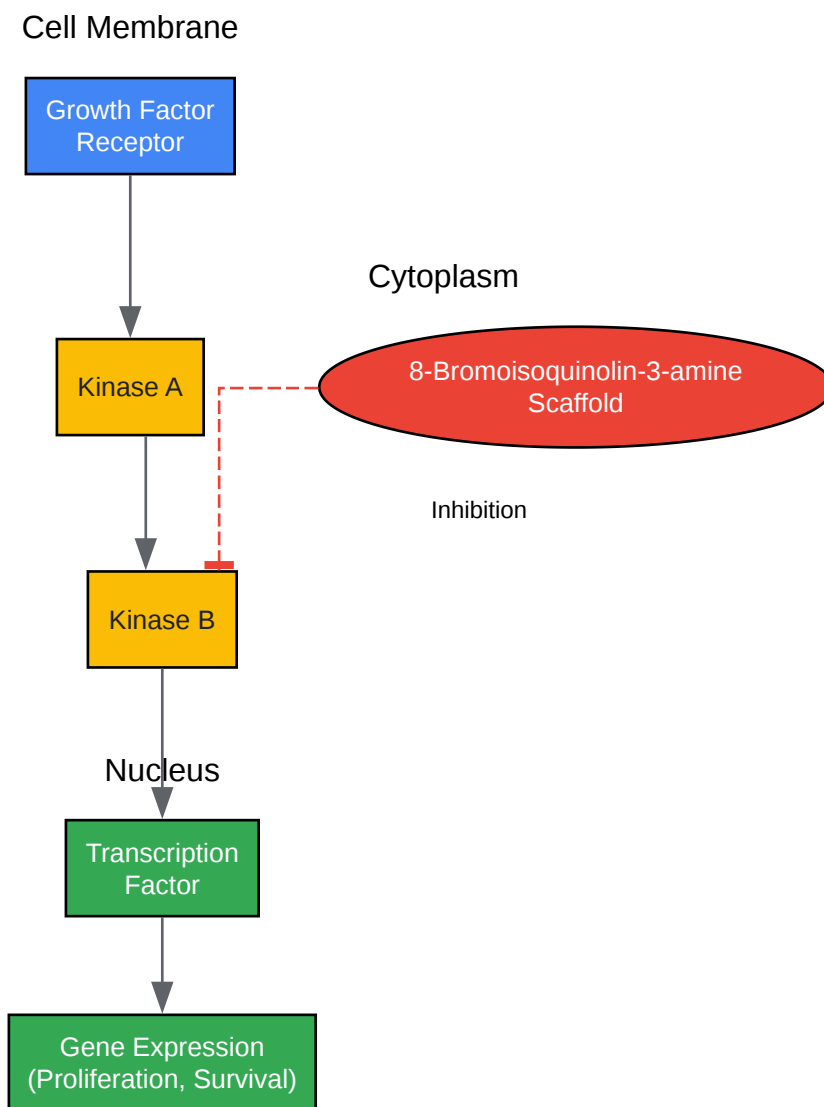 Cell Membrane
Growth Factor
Receptor
Cytoplasm
Kinase A
8-Bromoisoquinolin-3-amine
Scaffold
Inhibition
Kinase B
Nucleus
Transcription
Factor
Gene Expression
(Proliferation, Survival)